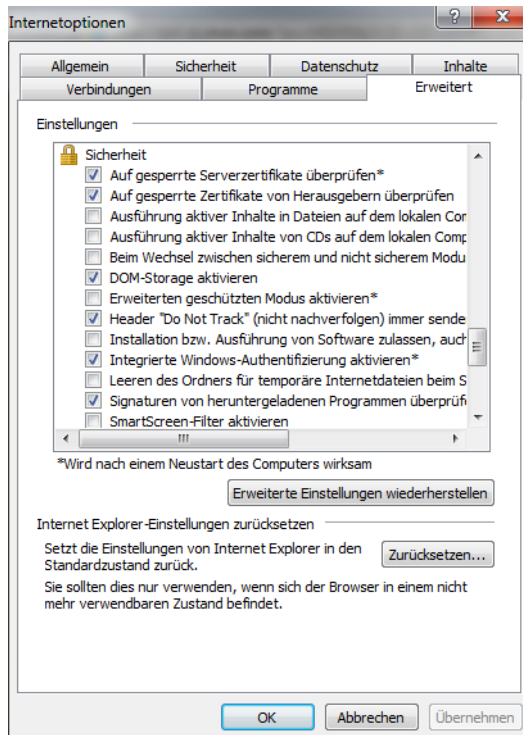 Internetoptionen
Allgemein Sicherheit Datenschutz Inhalte
Verbindungen Programme Erweitert
Einstellungen
Sicherheit
Auf gesperrte Serverzertifikate überprüfen*
Auf gesperrte Zertifikate von Herausgebern überprüfen
Ausführung aktiver Inhalte in Dateien auf dem lokalen Con
Ausführung aktiver Inhalte von CDs auf dem lokalen Comp
Beim Wechsel zwischen sicherem und nicht sicherem Modu
DOM-Storage aktivieren
Erweiterten geschützten Modus aktivieren*
Header "Do Not Track" (nicht nachverfolgen) immer sende
Installation bzw. Ausführung von Software zulassen, auch
Integrierte Windows-Authentifizierung aktivieren*
Leeren des Ordners für temporäre Internetdateien beim S
Signaturen von heruntergeladenen Programmen überprüf
SmartScreen-Filter aktivieren
*Wird nach einem Neustart des Computers wirksam
Erweiterte Einstellungen wiederherstellen
Internet Explorer-Einstellungen zurücksetzen
Setzt die Einstellungen von Internet Explorer in den
Standardzustand zurück.
Zurücksetzen...
Sie sollten dies nur verwenden, wenn sich der Browser in einem nicht
mehr verwendbaren Zustand befindet.
OK Abbrechen Übernehmen